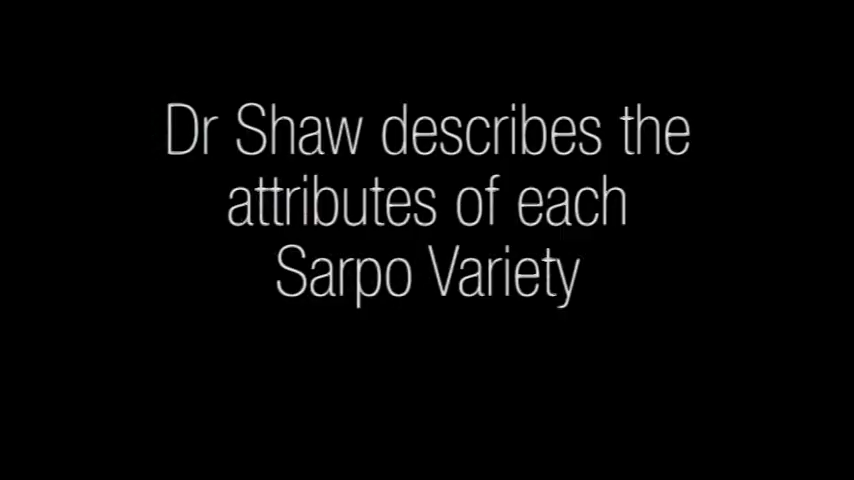 Dr Shaw describes the
attributes of each
Sarpo Variety